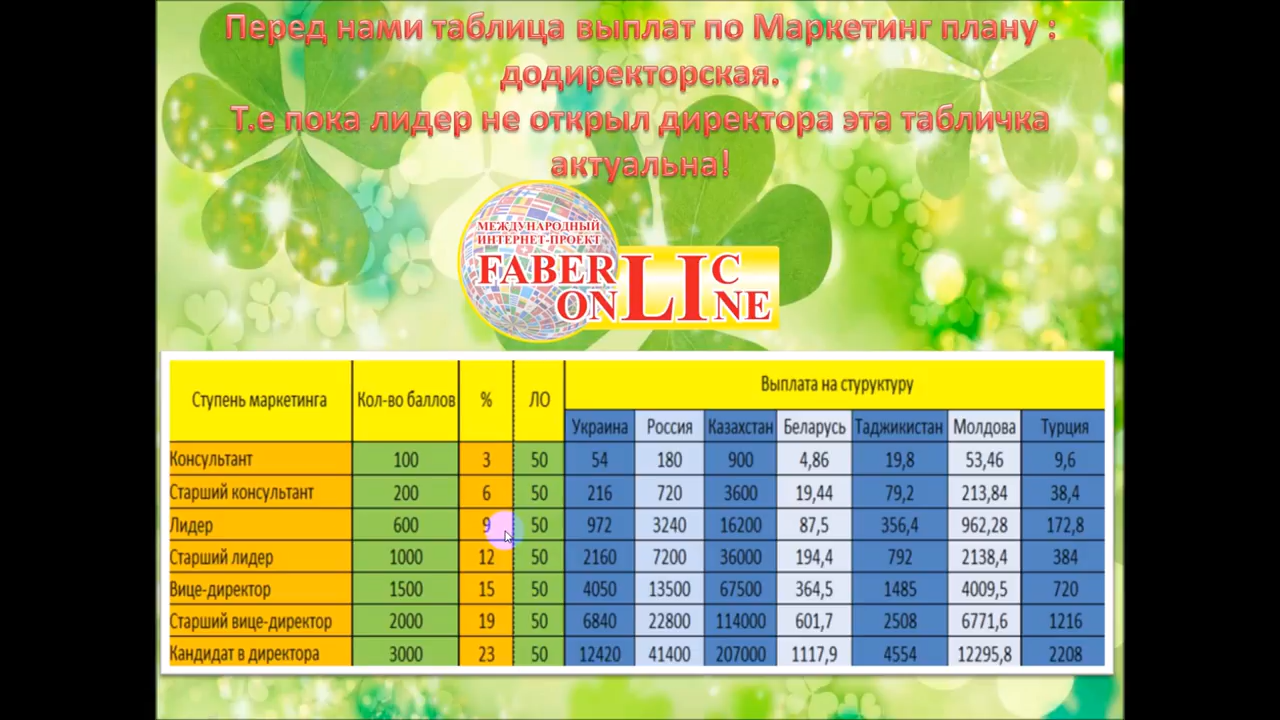 Перед нами таблица выплат по Маркетинг плану :
додиректорская.
Т.е пока лидер не открыл директора эта табличка
актуальна!
МЕЖДУНАРОДНЫЙ
ИНТЕРНЕТ-ПРОЕКТ
FABERLIC
ONLINE
Ступень маркетинга Кол-во баллов % ЛО Выплата на стуруктуру
Украина Россия Казахстан Беларусь Таджикистан Молдова Турция
Консультант 100 3 50 54 180 900 4,86 19,8 53,46 9,6
Старший консультант 200 6 50 216 720 3600 19,44 79,2 213,84 38,4
Лидер 600 9 50 972 3240 16200 87,5 356,4 962,28 172,8
Старший лидер 1000 12 50 2160 7200 36000 194,4 792 2138,4 384
Вице-директор 1500 15 50 4050 13500 67500 364,5 1485 4009,5 720
Старший вице-директор 2000 19 50 6840 22800 114000 601,7 2508 6771,6 1216
Кандидат в директора 3000 23 50 12420 41400 207000 1117,9 4554 12295,8 2208